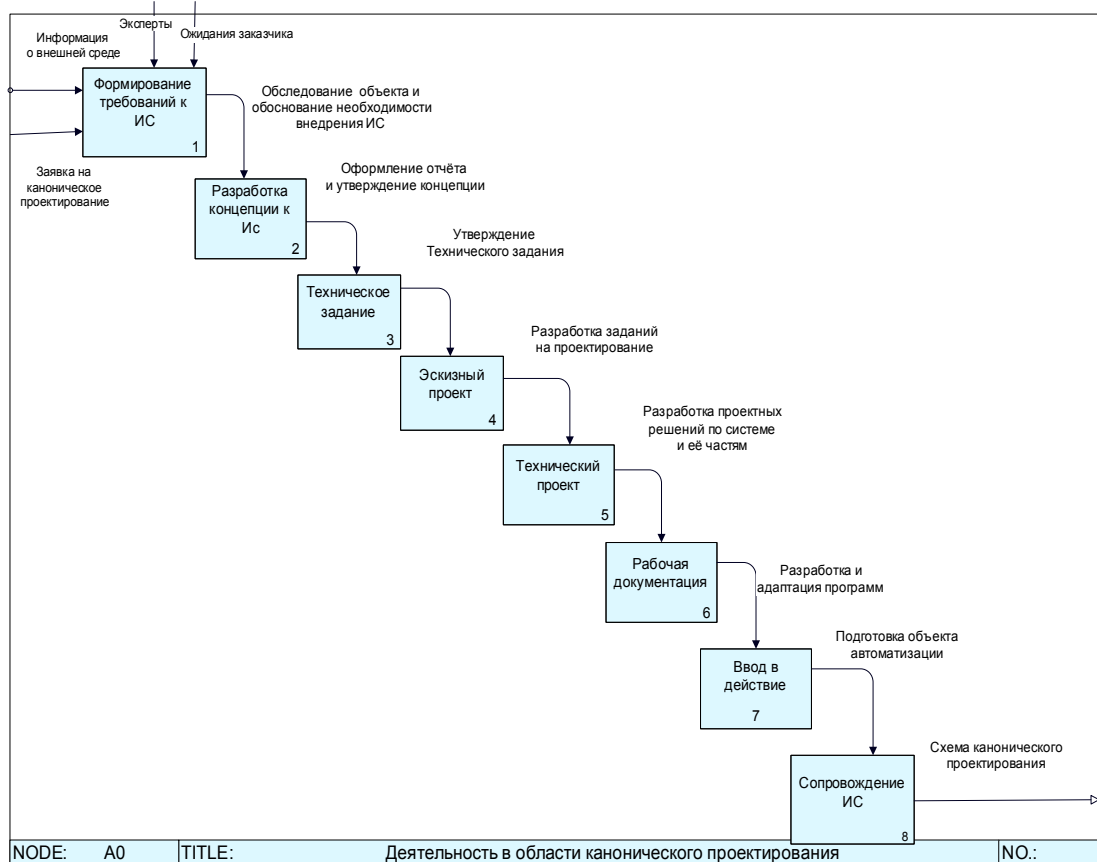 Эксперты
Ожидания заказчика
Информация
о внешней среде
Формирование
требований к
ИС
1
Обследование объекта и
обоснование необходимости
внедрения ИС
Заявка на
каноническое
проектирование
Оформление отчёта
и утверждение концепции
Разработка
концепции к
Ис
2
Утверждение
Технического задания
Техническое
задание
3
Разработка заданий
на проектирование
Эскизный
проект
4
Разработка проектных
решений по системе
и её частям
Технический
проект
5
Рабочая
документация
6
Разработка и
адаптация программ
Подготовка объекта
автоматизации
Ввод в
действие
7
Схема канонического
проектирования
Сопровождение
ИС
8
NODE: A0 TITLE: Деятельность в области канонического проектирования NO.: